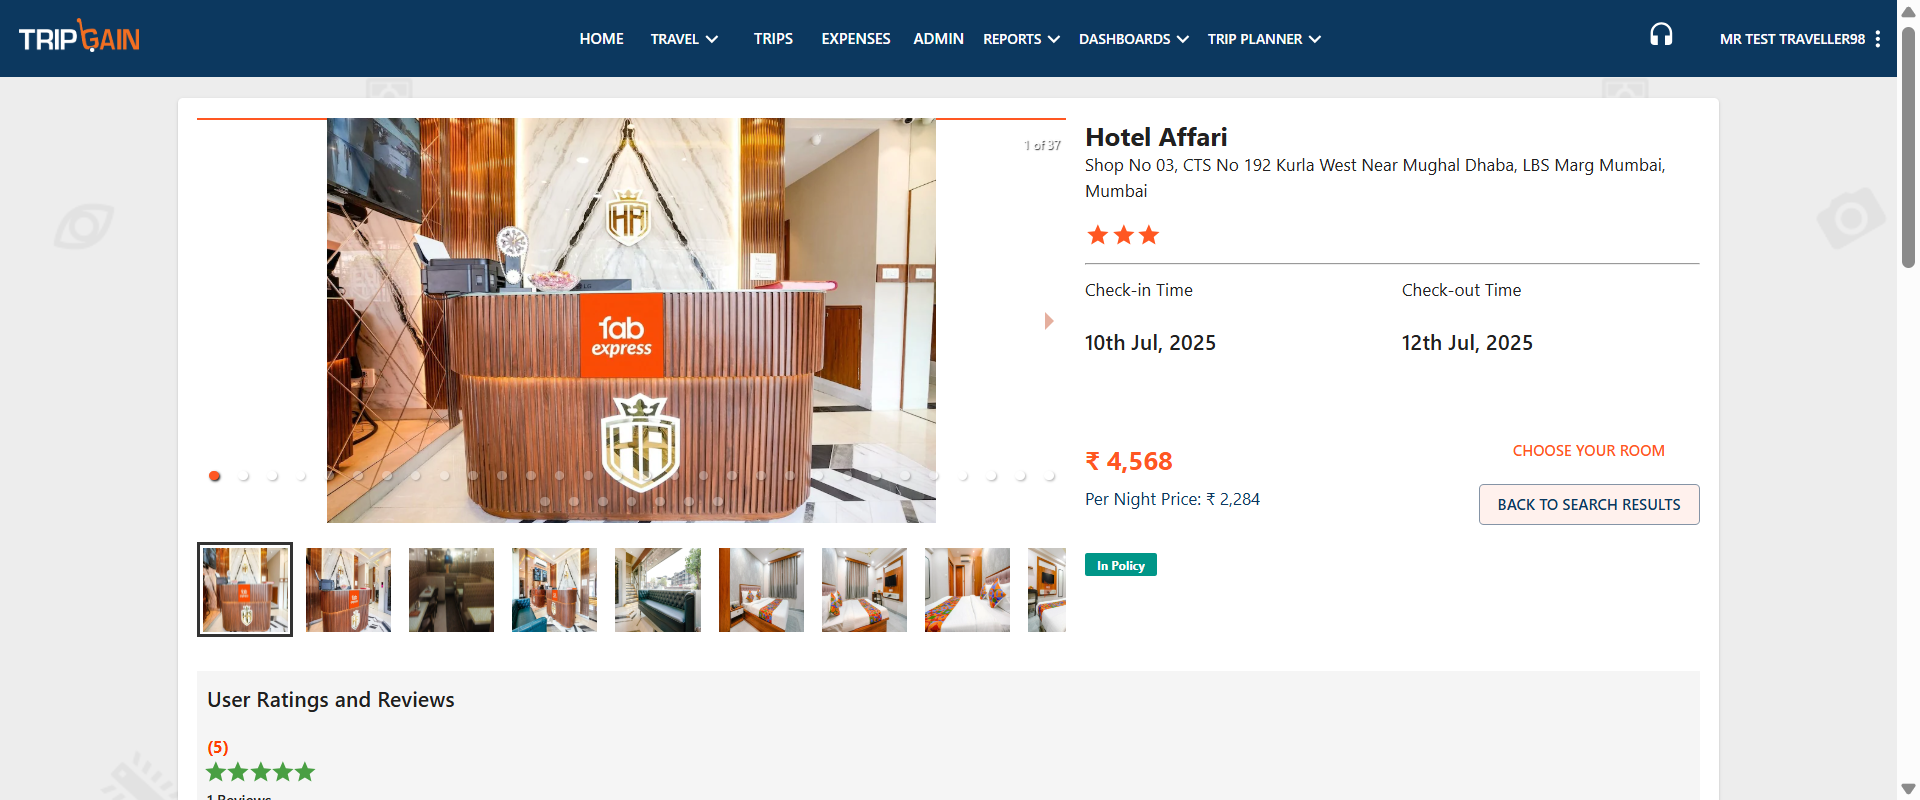 TRIPGAIN
HOME TRAVEL TRIPS EXPENSES ADMIN REPORTS DASHBOARDS TRIP PLANNER
MR TEST TRAVELLER98
1 of 37
HA
fab
express
HA
Hotel Affari
Shop No 03, CTS No 192 Kurla West Near Mughal Dhaba, LBS Marg Mumbai,
Mumbai
Check-in Time
Check-out Time
10th Jul, 2025
12th Jul, 2025
₹ 4,568
CHOOSE YOUR ROOM
Per Night Price: ₹ 2,284
BACK TO SEARCH RESULTS
In Policy
User Ratings and Reviews
(5)
1 Reviews